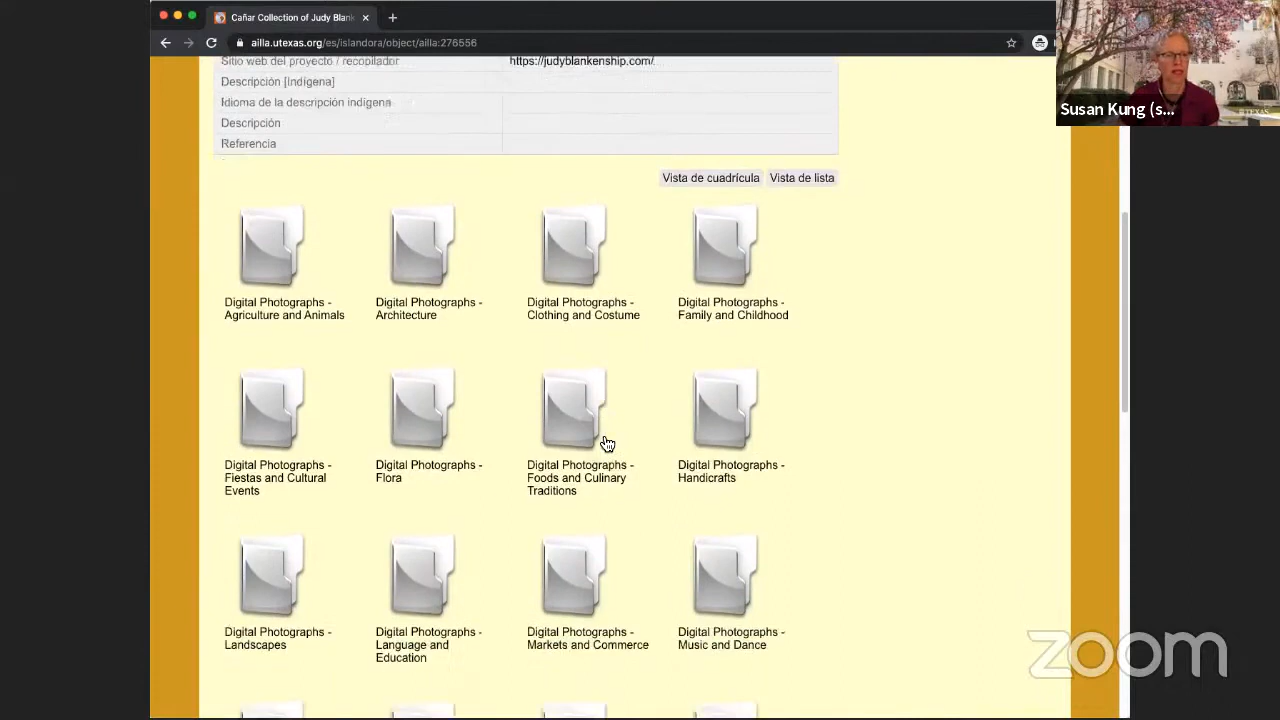 Cañar Collection of Judy Blank
ailla.utexas.org/es/islandora/object/ailla:276556
Susan Kung (s...
Sitio web del proyecto / recopilador https://judyblankenship.com/
Descripción [Indígena]
Idioma de la descripción indígena
Descripción
Referencia
Vista de cuadrícula Vista de lista
Digital Photographs -
Agriculture and Animals
Digital Photographs -
Architecture
Digital Photographs -
Clothing and Costume
Digital Photographs -
Family and Childhood
Digital Photographs -
Fiestas and Cultural
Events
Digital Photographs -
Flora
Digital Photographs -
Foods and Culinary
Traditions
Digital Photographs -
Handicrafts
Digital Photographs -
Landscapes
Digital Photographs -
Language and
Education
Digital Photographs -
Markets and Commerce
Digital Photographs -
Music and Dance
zoom